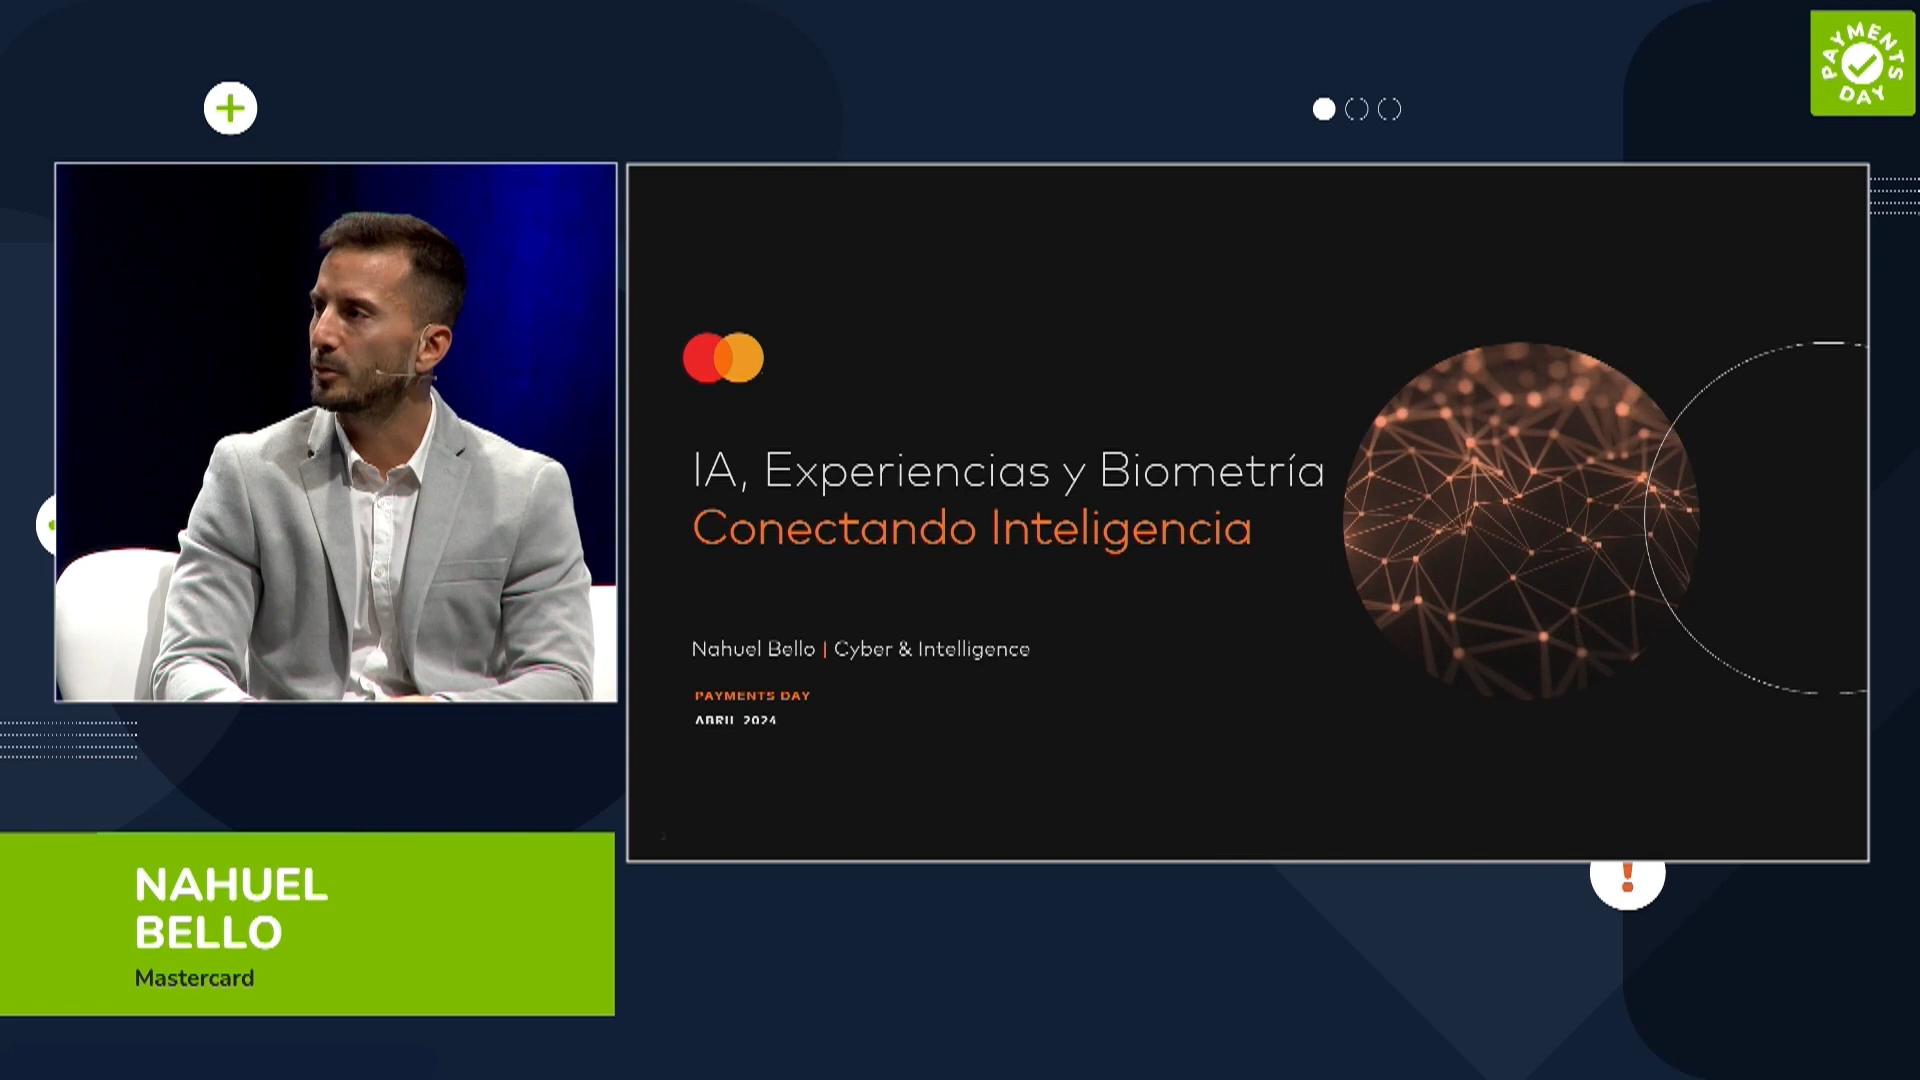 PAYMENTS
DAY
IA, Experiencias y Biometría
Conectando Inteligencia
Nahuel Bello | Cyber & Intelligence
PAYMENTS DAY
ABRIL 2024
NAHUEL
BELLO
Mastercard